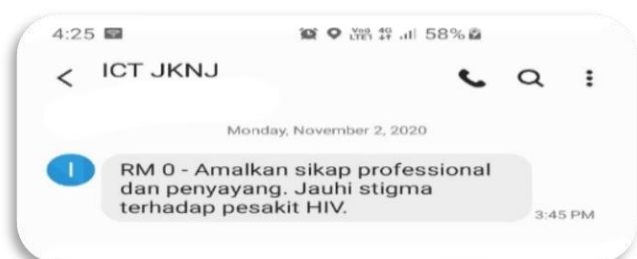 4:25 58%
ICT JKNJ
Monday, November 2, 2020
I
RM 0 - Amalkan sikap professional
dan penyayang. Jauhi stigma
terhadap pesakit HIV.
3:45 PM